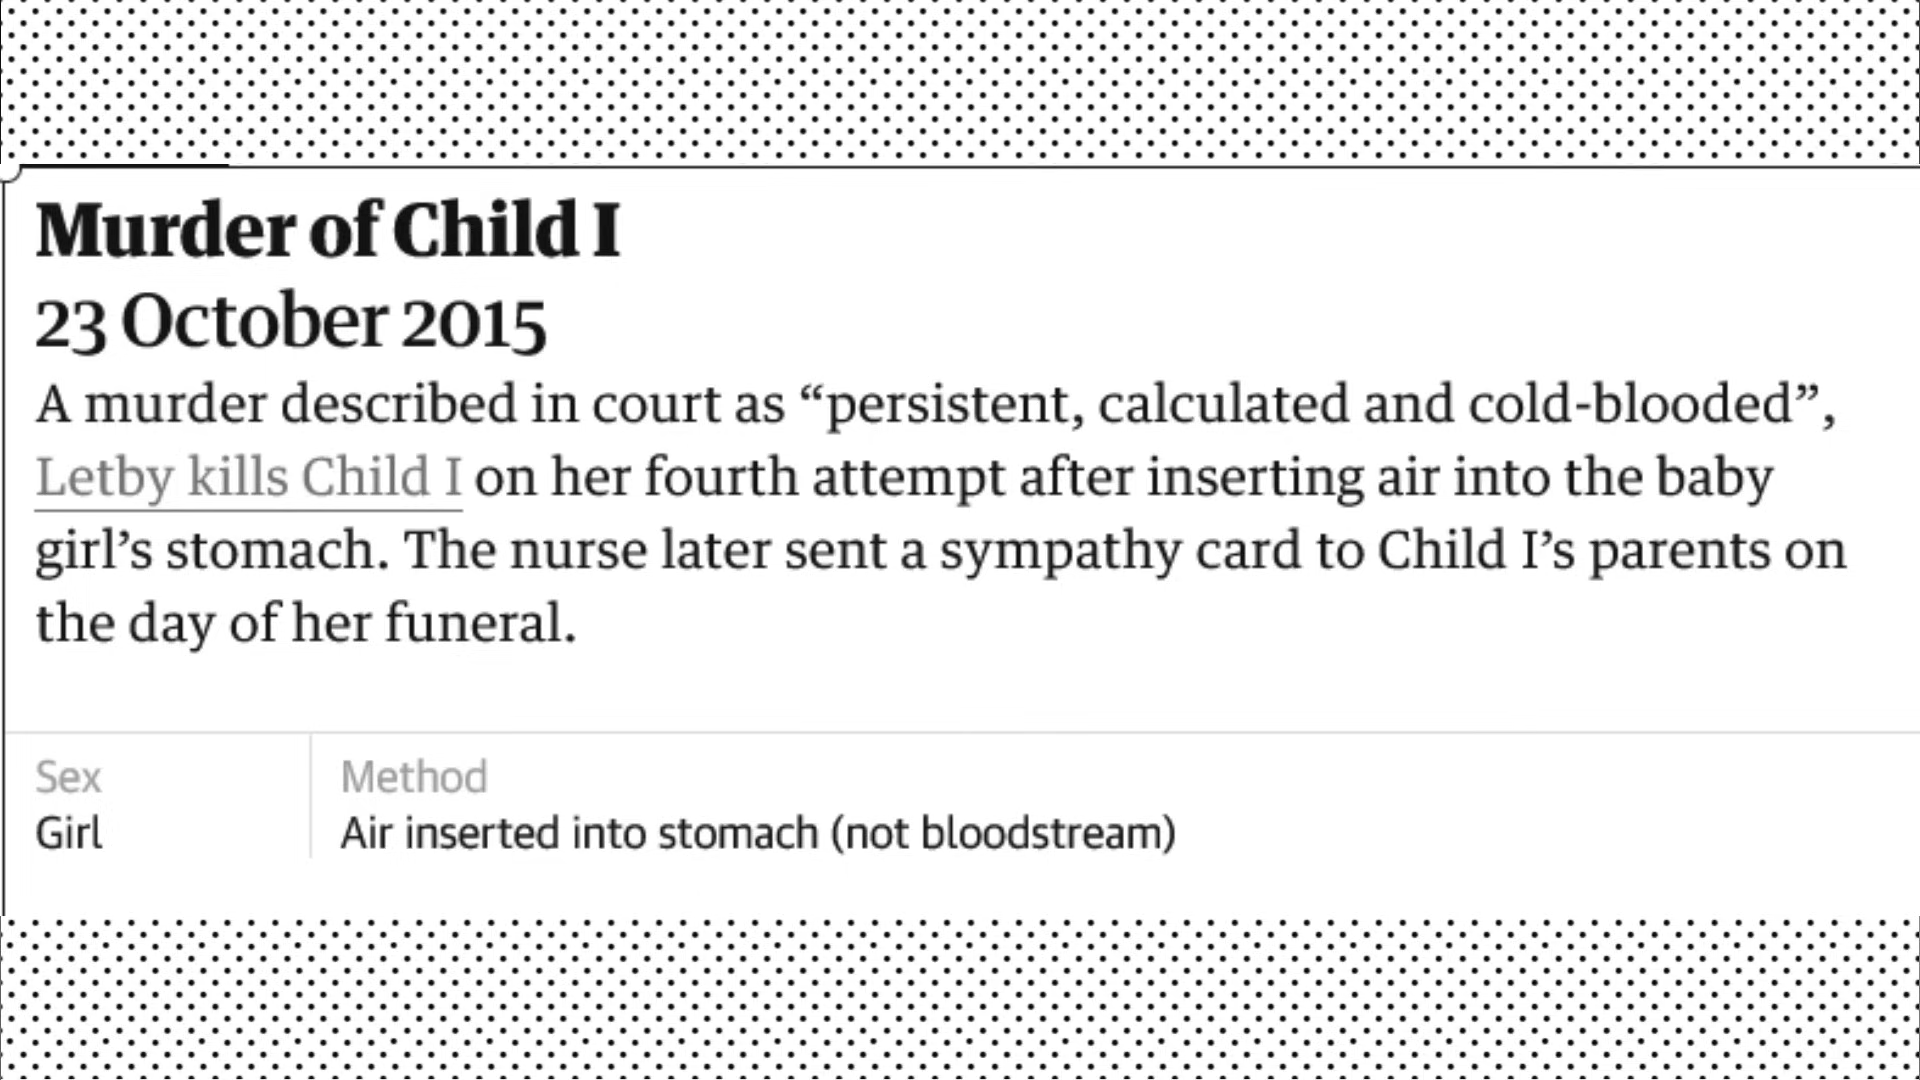 Murder of Child I
23 October 2015
A murder described in court as “persistent, calculated and cold-blooded”,
Letby kills Child I on her fourth attempt after inserting air into the baby
girl’s stomach. The nurse later sent a sympathy card to Child I’s parents on
the day of her funeral.
Sex
Girl
Method
Air inserted into stomach (not bloodstream)